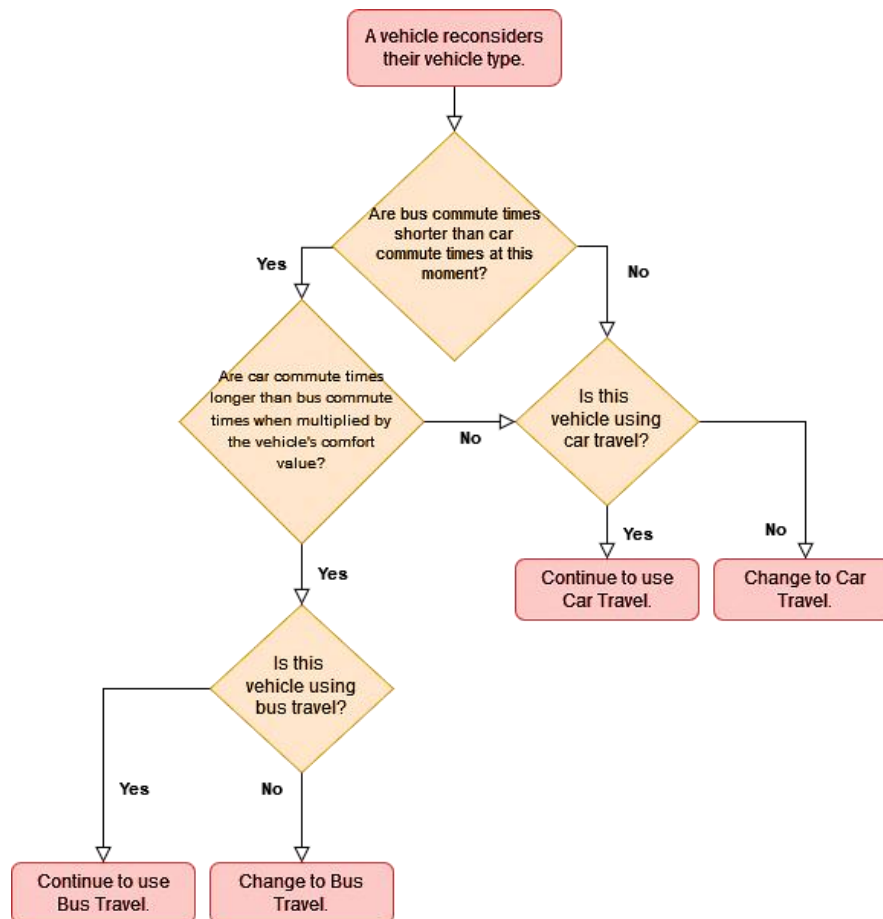 A vehicle reconsiders
their vehicle type.
Are bus commute times
shorter than car
commute times at this
moment?
Yes
No
Are car commute times
longer than bus commute
times when multiplied by
the vehicle's comfort
value?
No
Is this
vehicle using
car travel?
Yes
No
Continue to use
Car Travel.
Change to Car
Travel.
Yes
Is this
vehicle using
bus travel?
Yes
No
Continue to use
Bus Travel.
Change to Bus
Travel.